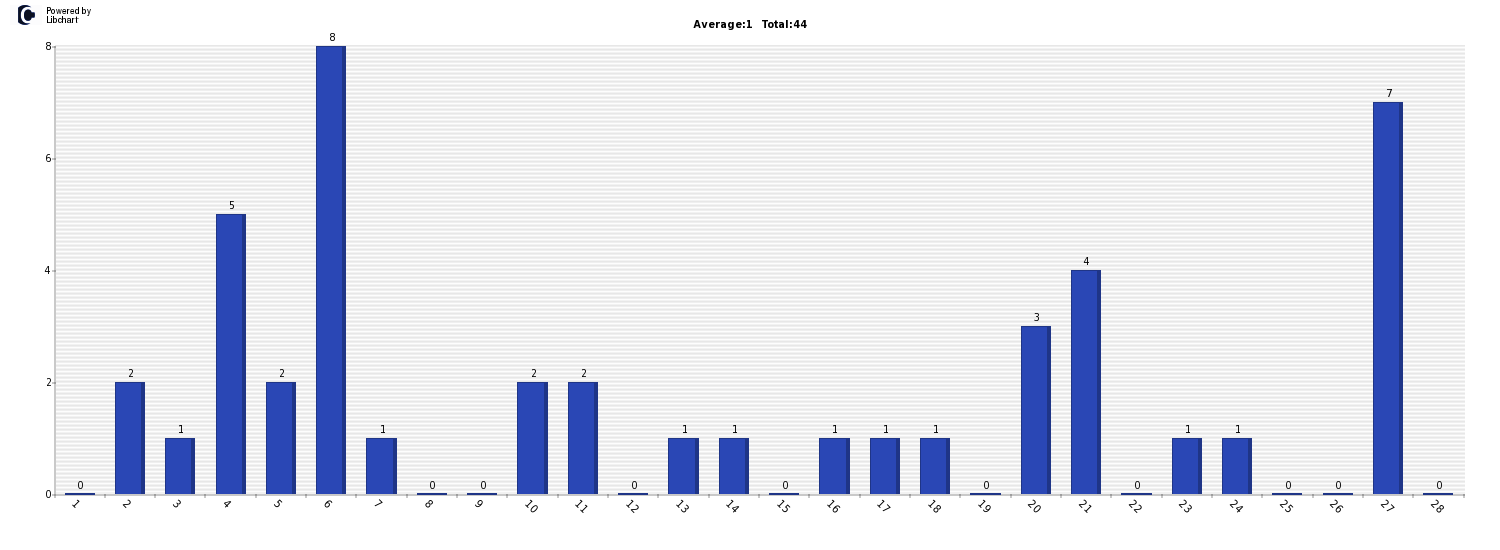 Powered by
Libchart
Average:1 Total:44
8
6
4
2
0
0 2 1 5 2 8 1 0 0 2 2 0 1 1 0 1 1 1 0 3 4 0 1 1 0 0 7 0
1 2 3 4 5 6 7 8 9 10 11 12 13 14 15 16 17 18 19 20 21 22 23 24 25 26 27 28